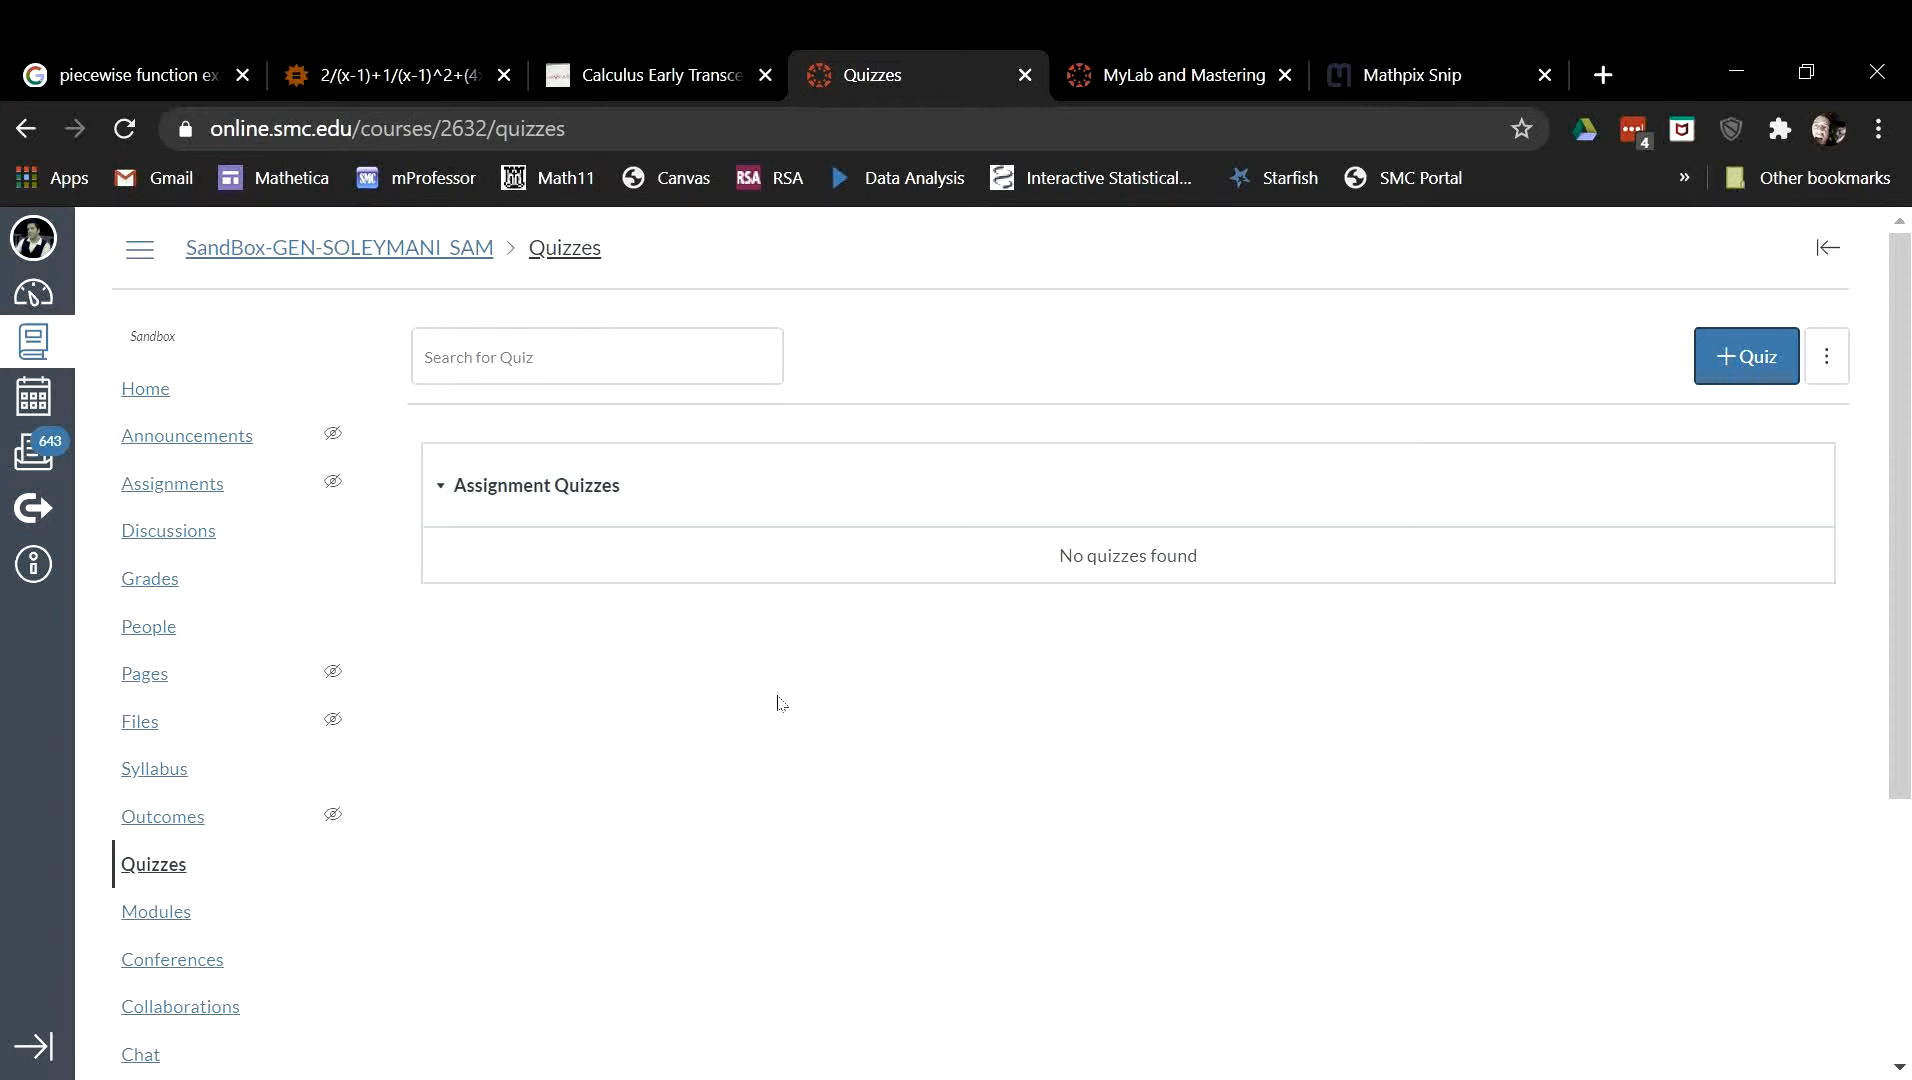 piecewise function ex
2/(x-1)+1/(x-1)^2+(4x
Calculus Early Transce
Quizzes
MyLab and Mastering
Mathpix Snip
online.smc.edu/courses/2632/quizzes
4
Apps
Gmail
Mathetica
SMC
mProfessor
Math11
Canvas
RSA
RSA
Data Analysis
Interactive Statistical...
Starfish
SMC Portal
»
Other bookmarks
SandBox-GEN-SOLEYMANI_SAM > Quizzes
Sandbox
Search for Quiz
+ Quiz
Home
643
Announcements
Assignment Quizzes
Assignments
Discussions
No quizzes found
Grades
People
Pages
Files
Syllabus
Outcomes
Quizzes
Modules
Conferences
Collaborations
Chat